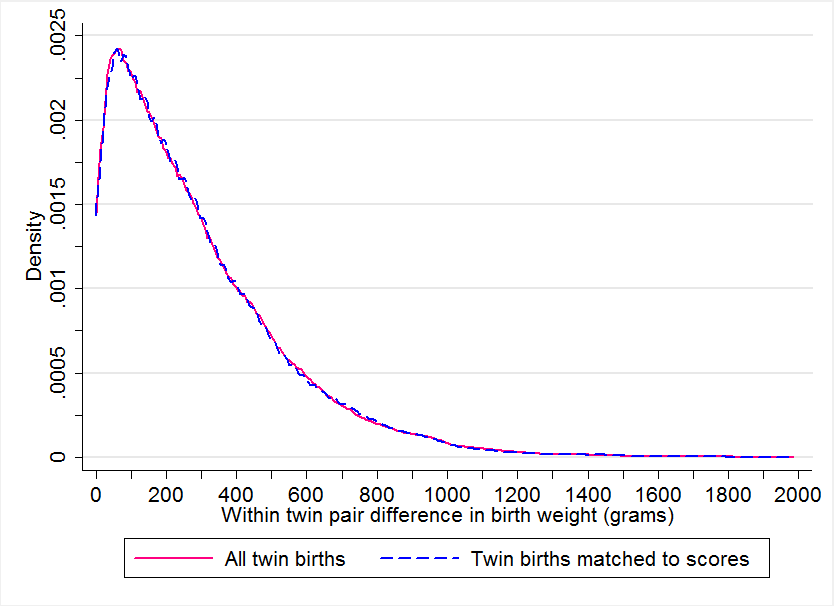 .0025
.002
.0015
.001
.0005
0
Density
0 200 400 600 800 1000 1200 1400 1600 1800 2000
Within twin pair difference in birth weight (grams)
All twin births Twin births matched to scores